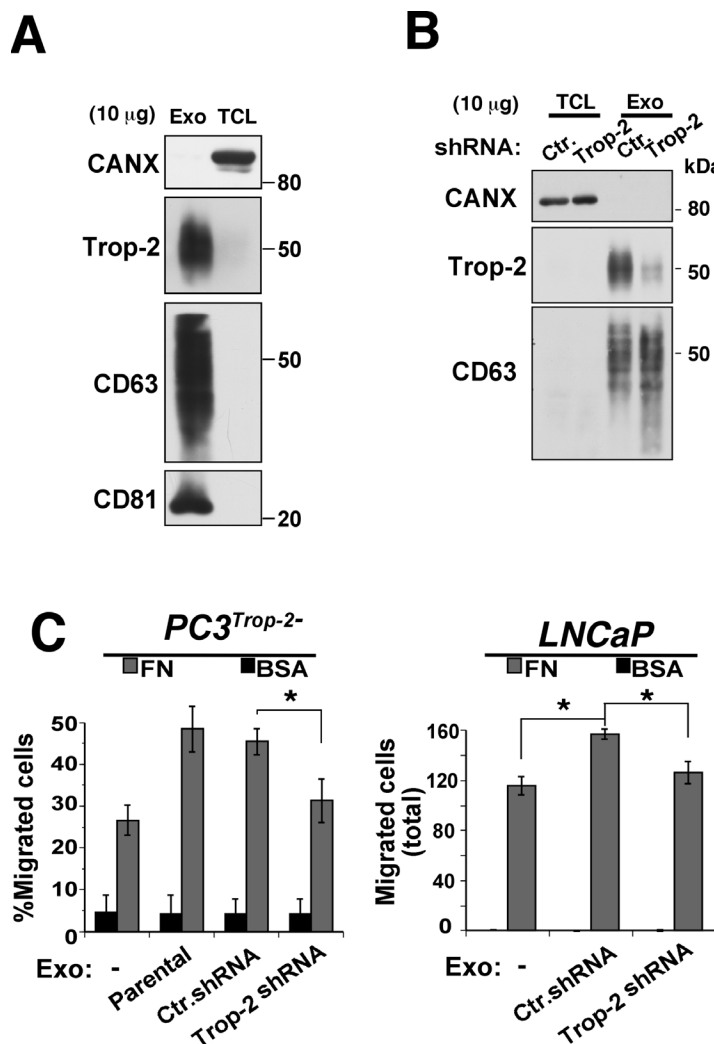 A
(10 μg) Exo TCL
CANX
80
Trop-2
50
CD63
50
CD81
20
B
(10 μg) TCL Exo
shRNA: Ctr. Trop-2 Ctr. Trop-2
kDa
CANX
80
Trop-2
50
CD63
50
C
PC3Trop-2-
FN BSA
*
%Migrated cells
50
40
30
20
10
0
Exo: - Parental Ctr.shRNA Trop-2 shRNA
LNCaP
FN BSA
* *
Migrated cells
(total)
160
120
80
40
0
Exo: - Ctr.shRNA Trop-2 shRNA